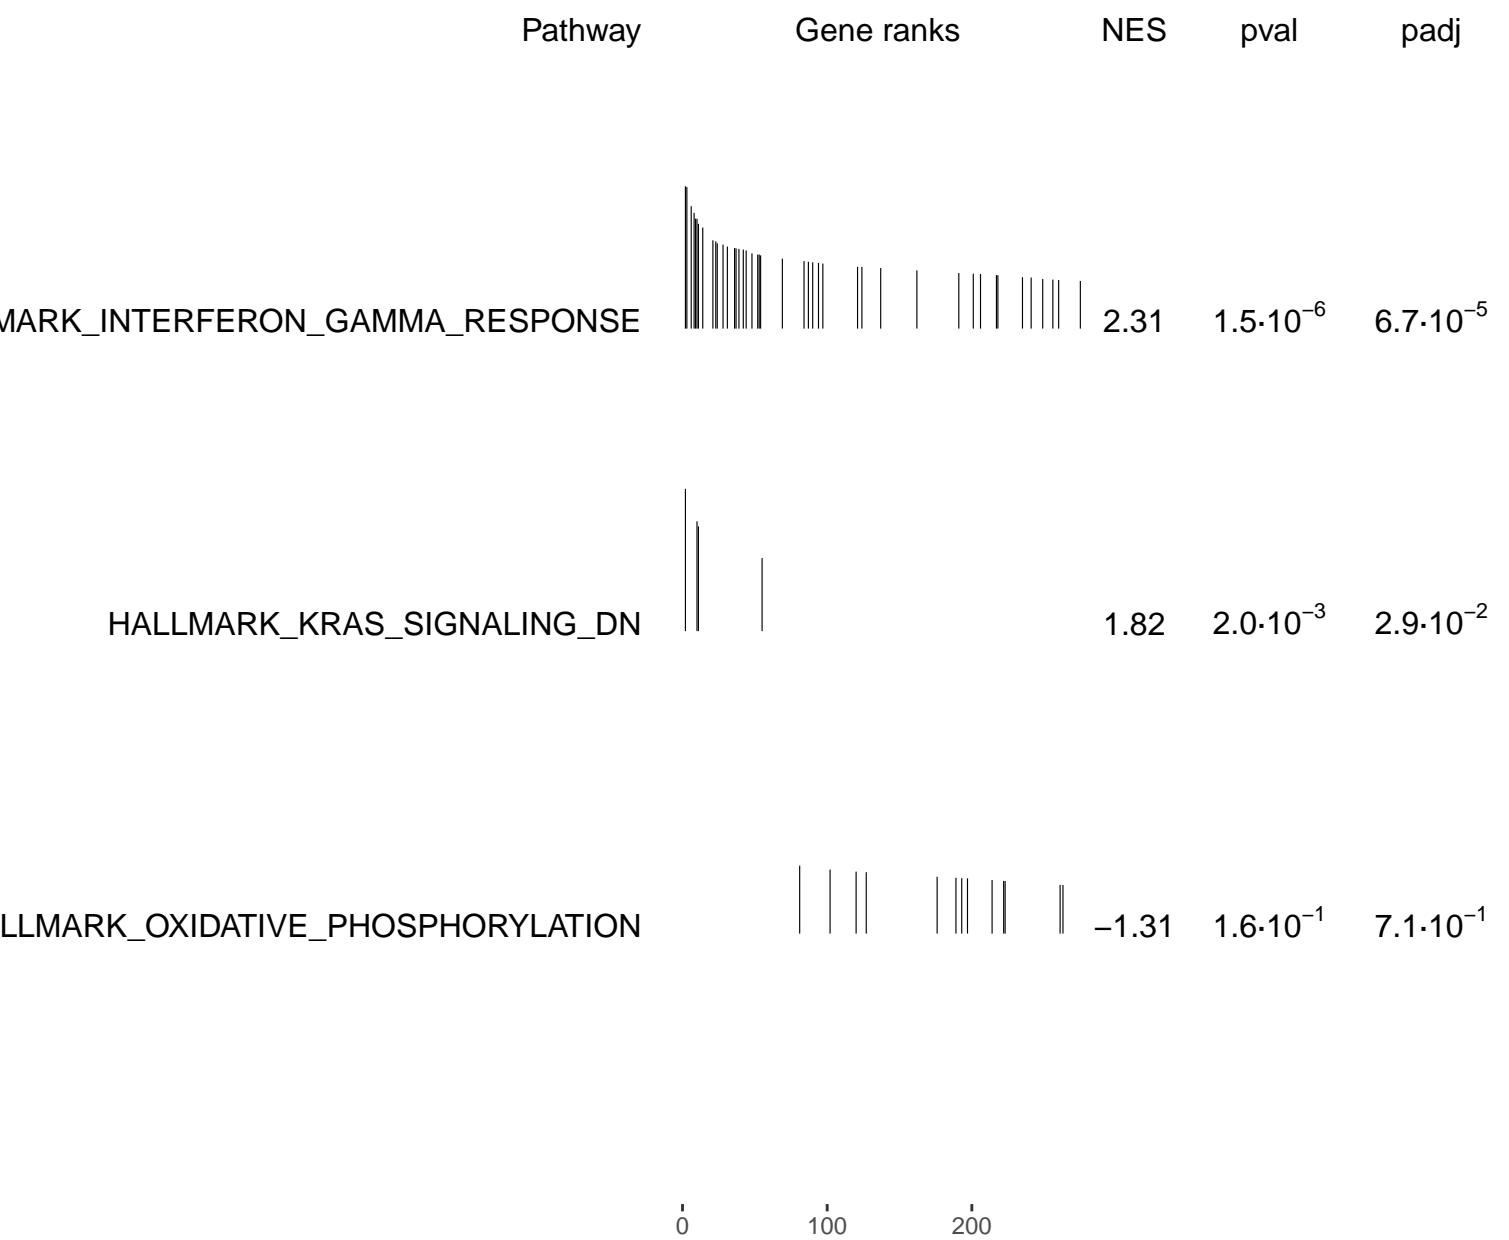 Pathway Gene ranks NES pval padj
MARK_INTERFERON_GAMMA_RESPONSE 2.31 1.5·10⁻⁶ 6.7·10⁻⁵
HALLMARK_KRAS_SIGNALING_DN 1.82 2.0·10⁻³ 2.9·10⁻²
LLMARK_OXIDATIVE_PHOSPHORYLATION −1.31 1.6·10⁻¹ 7.1·10⁻¹
0 100 200